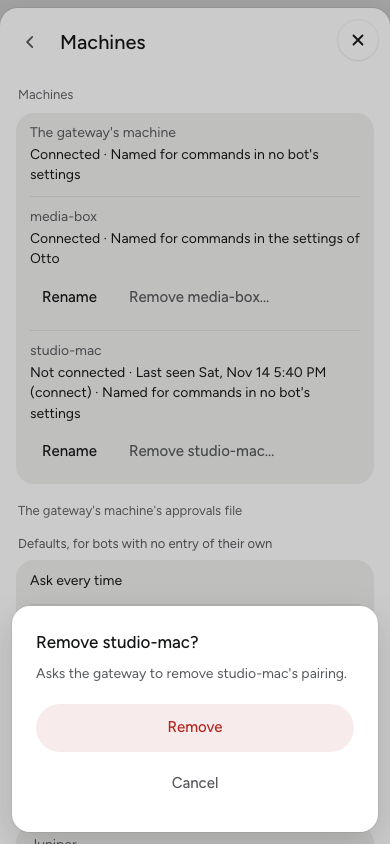 Machines
Machines
The gateway's machine
Connected · Named for commands in no bot's
settings
media-box
Connected · Named for commands in the settings of
Otto
Rename
Remove media-box...
studio-mac
Not connected · Last seen Sat, Nov 14 5:40 PM
(connect) · Named for commands in no bot's
settings
Rename
Remove studio-mac...
The gateway's machine's approvals file
Defaults, for bots with no entry of their own
Ask every time
Remove studio-mac?
Asks the gateway to remove studio-mac's pairing.
Remove
Cancel